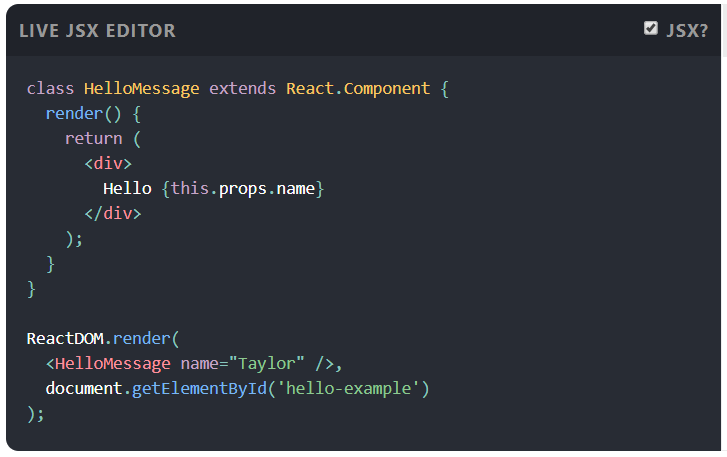 LIVE JSX EDITOR JSX?
class HelloMessage extends React.Component {
  render() {
    return (
      <div>
        Hello {this.props.name}
      </div>
    );
  }
}

ReactDOM.render(
  <HelloMessage name="Taylor" />,
  document.getElementById('hello-example')
);